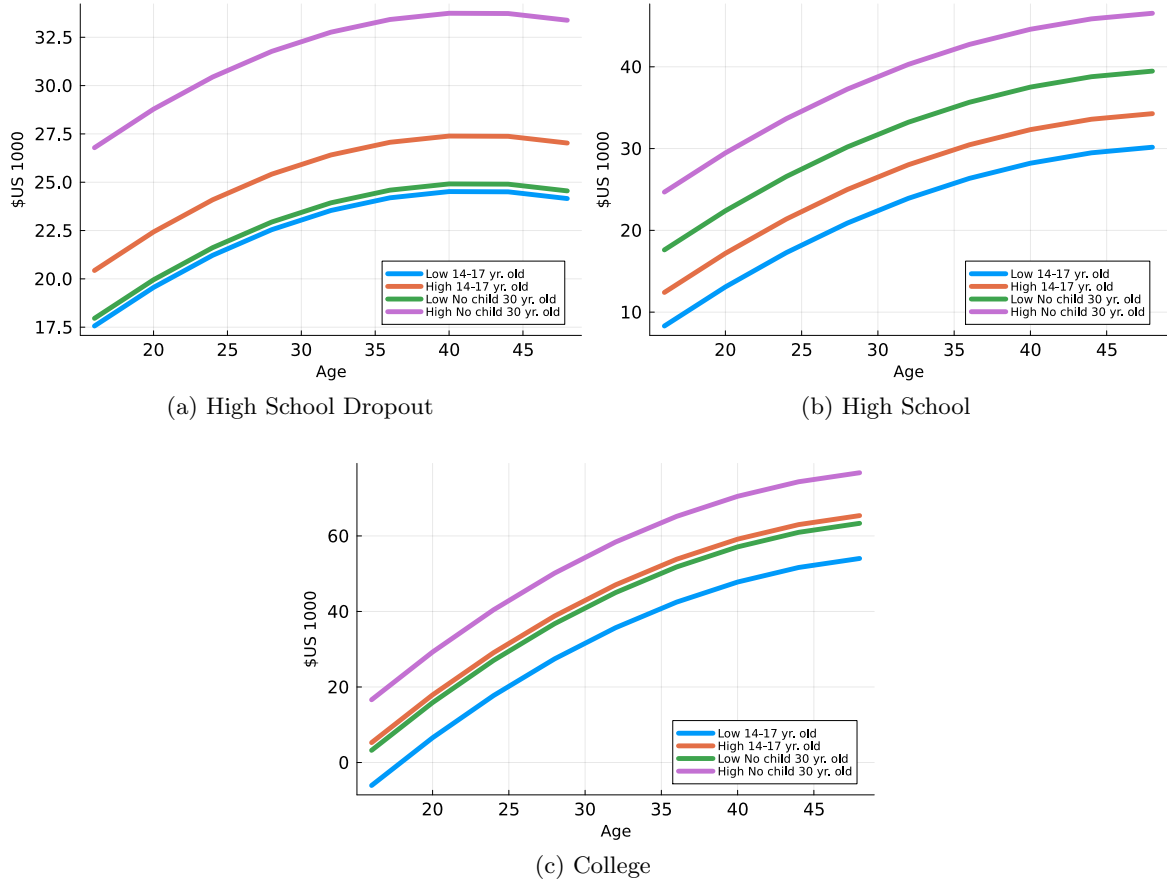 32.5
30.0
27.5
25.0
22.5
20.0
17.5
$US 1000
20 25 30 35 40 45
Age
Low 14-17 yr. old
High 14-17 yr. old
Low No child 30 yr. old
High No child 30 yr. old
(a) High School Dropout
40
30
20
10
$US 1000
20 25 30 35 40 45
Age
Low 14-17 yr. old
High 14-17 yr. old
Low No child 30 yr. old
High No child 30 yr. old
(b) High School
60
40
20
0
$US 1000
20 25 30 35 40 45
Age
Low 14-17 yr. old
High 14-17 yr. old
Low No child 30 yr. old
High No child 30 yr. old
(c) College